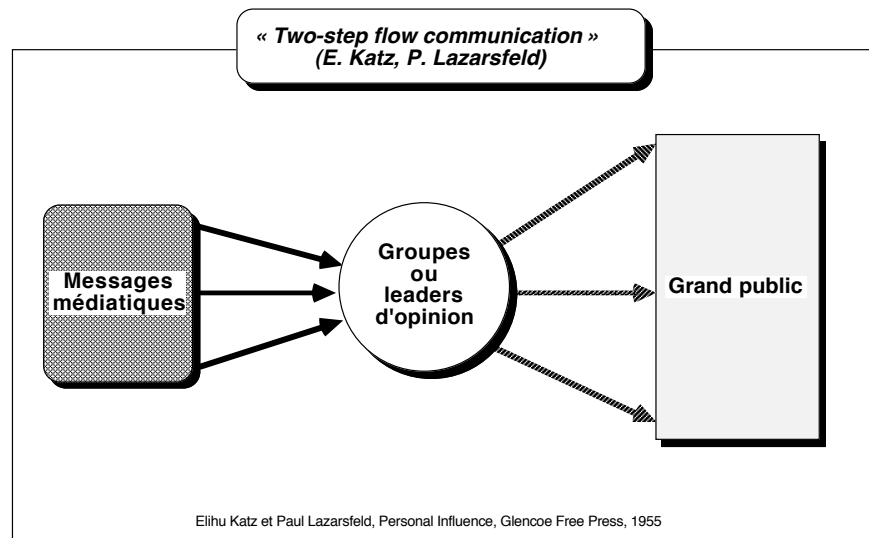 « Two-step flow communication »
(E. Katz, P. Lazarsfeld)
Messages
médiatiques
Groupes
ou
leaders
d'opinion
Grand public
Elihu Katz et Paul Lazarsfeld, Personal Influence, Glencoe Free Press, 1955